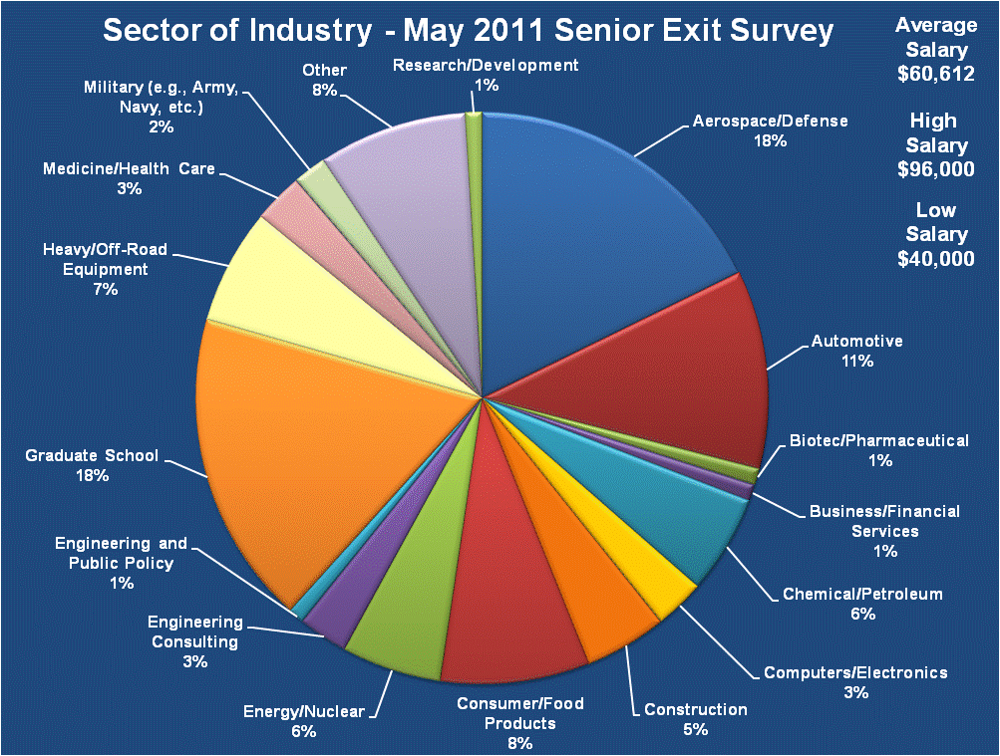 Sector of Industry - May 2011 Senior Exit Survey
Average
Salary
$60,612
High
Salary
$96,000
Low
Salary
$40,000
Research/Development
1%
Aerospace/Defense
18%
Automotive
11%
Biotec/Pharmaceutical
1%
Business/Financial
Services
1%
Chemical/Petroleum
6%
Computers/Electronics
3%
Construction
5%
Consumer/Food
Products
8%
Energy/Nuclear
6%
Engineering
Consulting
3%
Engineering and
Public Policy
1%
Graduate School
18%
Heavy/Off-Road
Equipment
7%
Medicine/Health Care
3%
Military (e.g., Army,
Navy, etc.)
2%
Other
8%